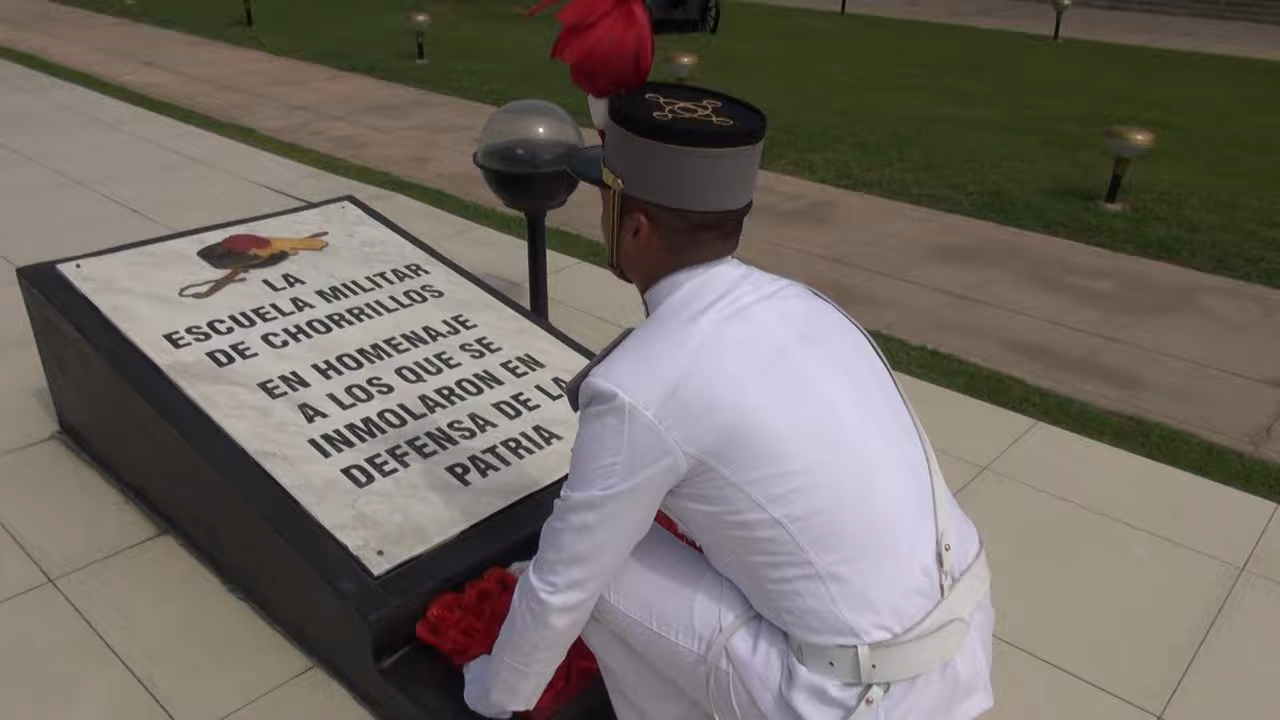 LA
ESCUELA MILITAR
DE CHORRILLOS
EN HOMENAJE
A LOS QUE SE
INMOLARON EN
DEFENSA DE LA
PATRIA